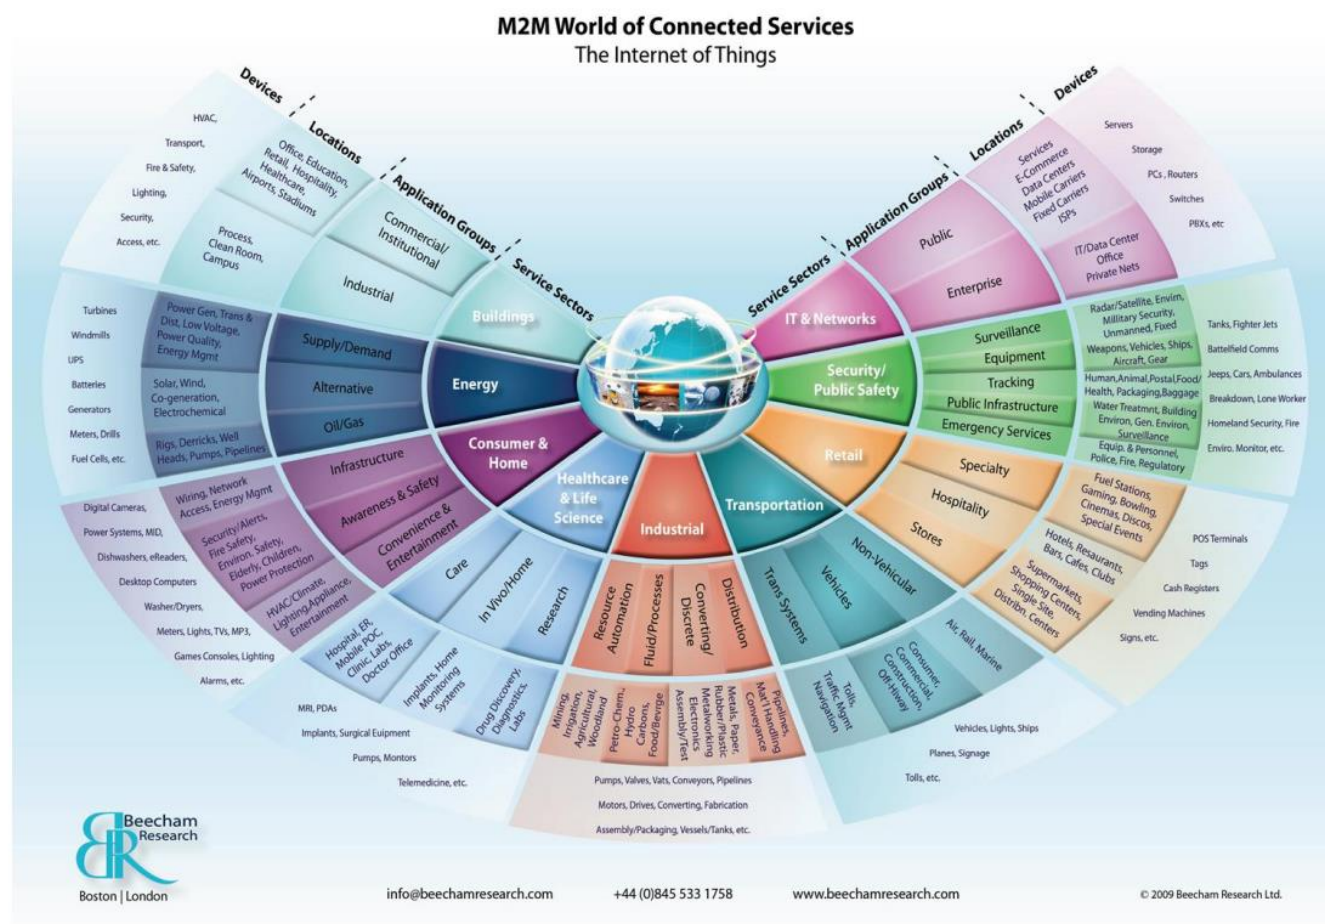 M2M World of Connected Services
The Internet of Things
Devices
Locations
Application Groups
Service Sectors
HVAC,
Transport,
Fire & Safety,
Lighting,
Security,
Access, etc.
Office, Education,
Retail, Hospitality,
Healthcare,
Airports, Stadiums
Process,
Clean Room,
Campus
Commercial/
Institutional
Industrial
Buildings
Turbines
Windmills
UPS
Batteries
Generators
Meters, Drills
Fuel Cells, etc.
Power Gen, Trans &
Dist, Low Voltage,
Power Quality,
Energy Mgmt
Solar, Wind,
Co-generation,
Electrochemical
Rigs, Derricks, Well
Heads, Pumps, Pipelines
Supply/Demand
Alternative
Oil/Gas
Energy
Digital Cameras,
Power Systems, MID,
Dishwashers, eReaders,
Desktop Computers
Washer/Dryers,
Meters, Lights, TVs, MP3,
Games Consoles, Lighting
Alarms, etc.
Wiring, Network
Access, Energy Mgmt
Security/Alerts,
Fire Safety,
Environ. Safety,
Elderly, Children,
Power Protection
HVAC/Climate,
Lighting,Appliance,
Entertainment
Infrastructure
Awareness & Safety
Convenience &
Entertainment
Consumer &
Home
MRI, PDAs
Implants, Surgical Euipment
Pumps, Montors
Telemedicine, etc.
Hospital, ER,
Mobile POC,
Clinic, Labs,
Doctor Office
Implants, Home
Monitoring
Systems
Drug Discovery,
Diagnostics,
Labs
Care
In Vivo/Home
Research
Healthcare
& Life
Science
Industrial
Resource
Automation
Fluid/Processes
Converting/
Discrete
Distribution
Mining,
Irrigation,
Agricultural,
Woodland
Petro-Chem.,
Hydro
Carbons,
Food/Bevrge
Metals, Paper,
Rubber/Plastic
Metalworking
Electronics
Assembly/Test
Pipelines,
Mat'l Handling
Conveyance
Pumps, Valves, Vats, Conveyors, Pipelines
Motors, Drives, Converting, Fabrication
Assembly/Packaging, Vessels/Tanks, etc.
Transportation
Trans Systems
Vehicles
Non-Vehicular
Tolls,
Traffic Mgmt
Navigation
Consumer,
Commercial,
Construction,
Off-Hiway
Air, Rail, Marine
Vehicles, Lights, Ships
Planes, Signage
Tolls, etc.
Retail
Specialty
Hospitality
Stores
Fuel Stations,
Gaming, Bowling,
Cinemas, Discos,
Special Events
Hotels, Resaurants,
Bars, Cafes, Clubs
Supermarkets,
Shopping Centers,
Single Site,
Distribn. Centers
POS Terminals
Tags
Cash Registers
Vending Machines
Signs, etc.
Security/
Public Safety
Surveillance
Equipment
Tracking
Public Infrastructure
Emergency Services
Radar/Satellite, Envirn,
Millitary Security,
Unmanned, Fixed
Weapons, Vehicles, Ships,
Aircraft, Gear
Human,Animal,Postal,Food/
Health, Packaging,Baggage
Water Treatmnt, Building
Environ, Gen. Environ,
Surveillance
Equip. & Personnel,
Police, Fire, Regulatory
Tanks, Fighter Jets
Battelfield Comms
Jeeps, Cars, Ambulances
Breakdown, Lone Worker
Homeland Security, Fire
Enviro. Monitor, etc.
IT & Networks
Public
Enterprise
Services
E-Commerce
Data Centers
Mobile Carriers
Fixed Carriers
ISPs
IT/Data Center
Office
Private Nets
Servers
Storage
PCs , Routers
Switches
PBXs, etc
Service Sectors
Application Groups
Locations
Devices
Beecham
Research
BR
Boston | London
info@beechamresearch.com
+44 (0)845 533 1758
www.beechamresearch.com
© 2009 Beecham Research Ltd.